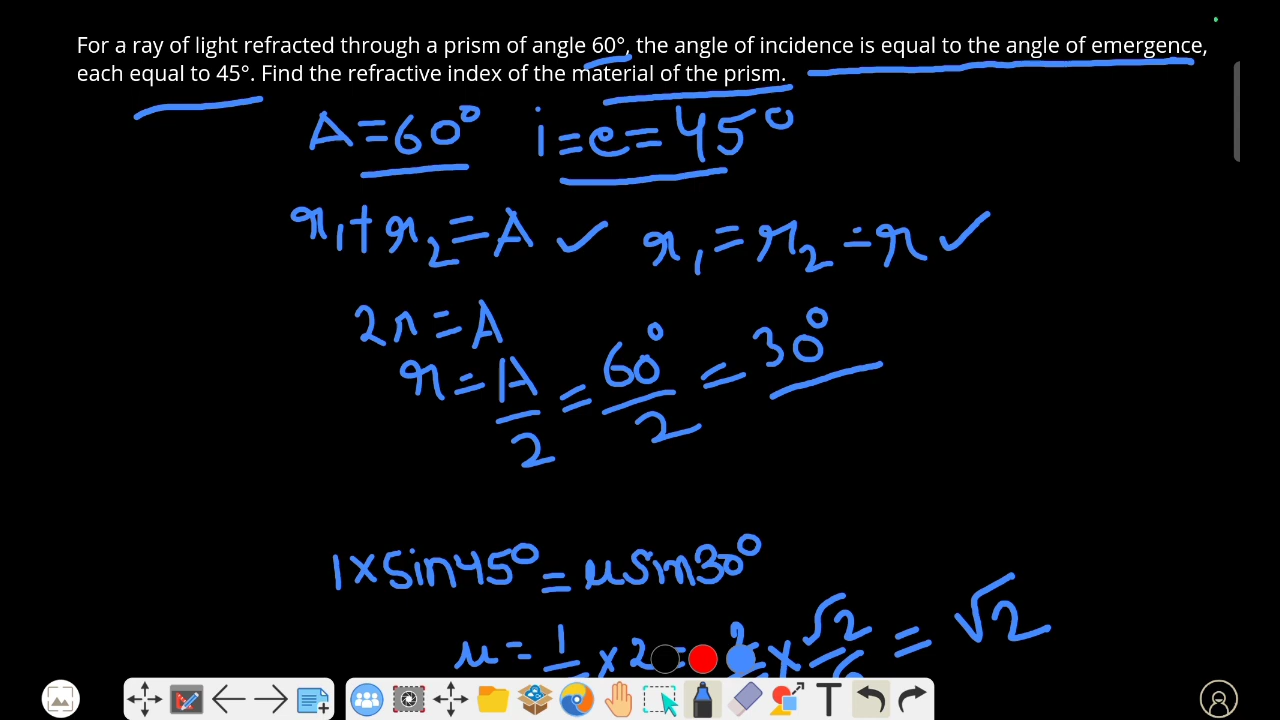 For a ray of light refracted through a prism of angle 60°, the angle of incidence is equal to the angle of emergence,
each equal to 45°. Find the refractive index of the material of the prism.
A=60° i=e=45°
r₁+r₂=A ✓ r₁=r₂=r ✓
2r=A
r=A/2=60°/2=30°
1×Sin45°=μSin30°